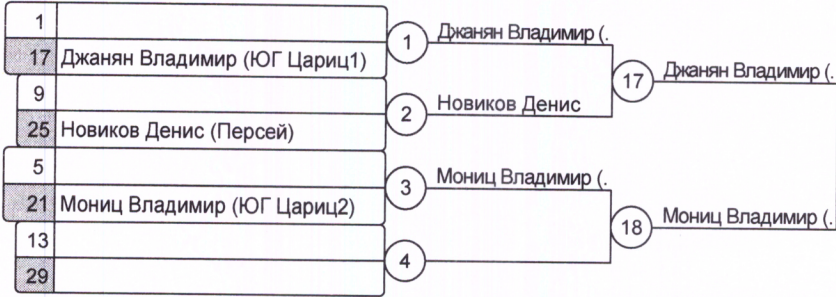 1
17 Джанян Владимир (ЮГ Цариц1)
1
Джанян Владимир (.
17
Джанян Владимир (.
9
25 Новиков Денис (Персей)
2
Новиков Денис
5
21 Мониц Владимир (ЮГ Цариц2)
3
Мониц Владимир (.
18
Мониц Владимир (.
13
29
4